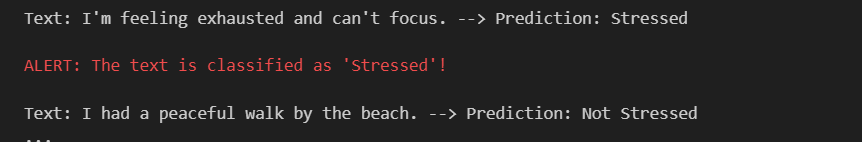 Text: I'm feeling exhausted and can't focus. --> Prediction: Stressed
ALERT: The text is classified as 'Stressed'!
Text: I had a peaceful walk by the beach. --> Prediction: Not Stressed
...